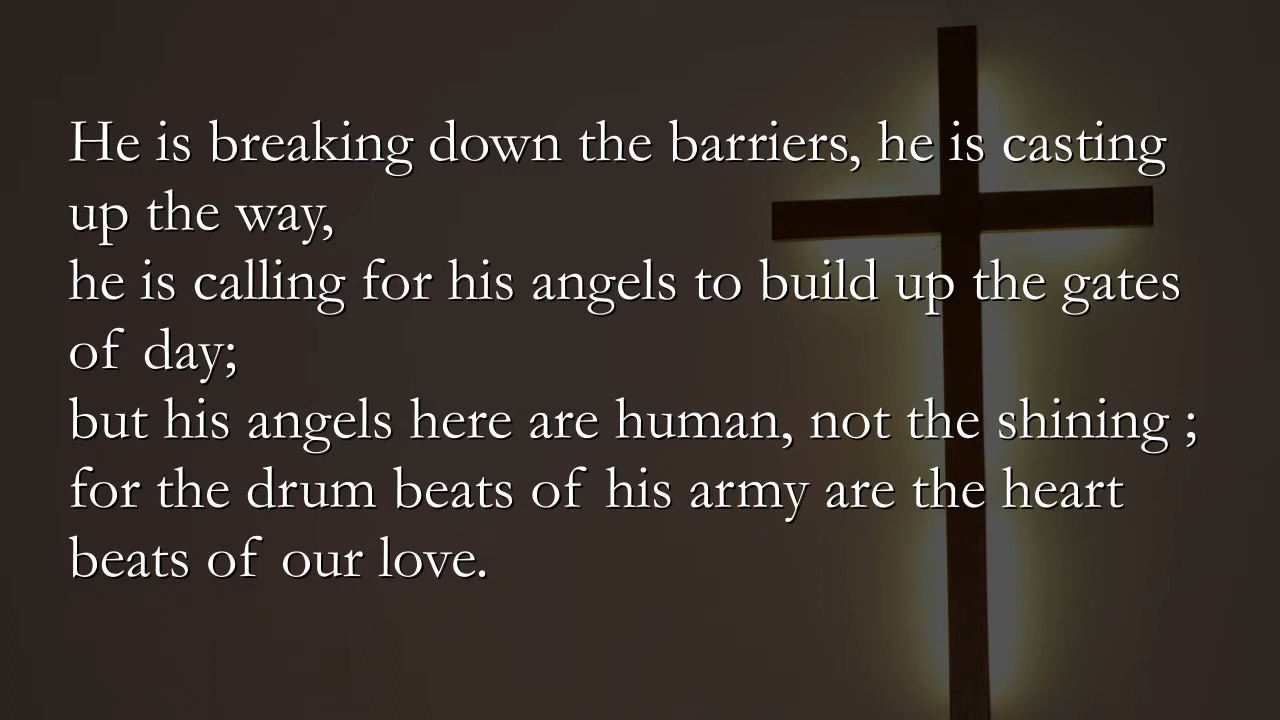 He is breaking down the barriers, he is casting
up the way,
he is calling for his angels to build up the gates
of day;
but his angels here are human, not the shining ;
for the drum beats of his army are the heart
beats of our love.